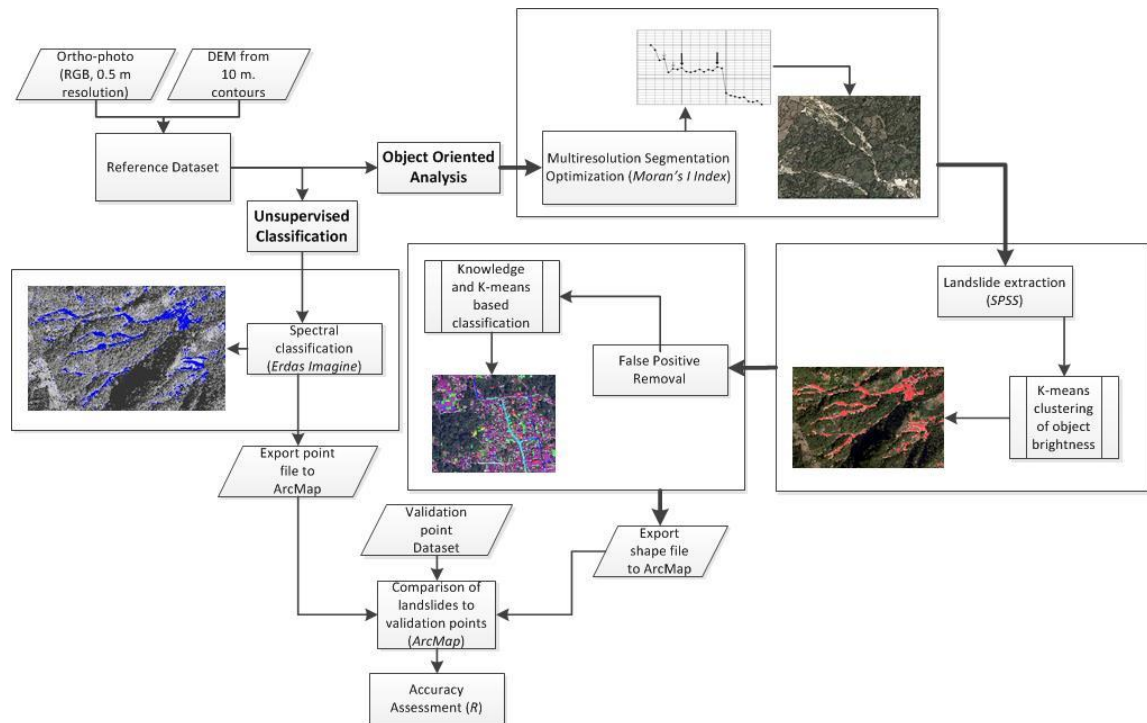 Ortho-photo
(RGB, 0.5 m
resolution)
DEM from
10 m.
contours
Reference Dataset
Object Oriented
Analysis
Multiresolution Segmentation
Optimization (Moran's I Index)
Unsupervised
Classification
Knowledge
and K-means
based
classification
Landslide extraction
(SPSS)
Spectral
classification
(Erdas Imagine)
False Positive
Removal
K-means
clustering
of object
brightness
Export point
file to
ArcMap
Validation
point
Dataset
Export
shape file
to ArcMap
Comparison of
landslides to
validation points
(ArcMap)
Accuracy
Assessment (R)